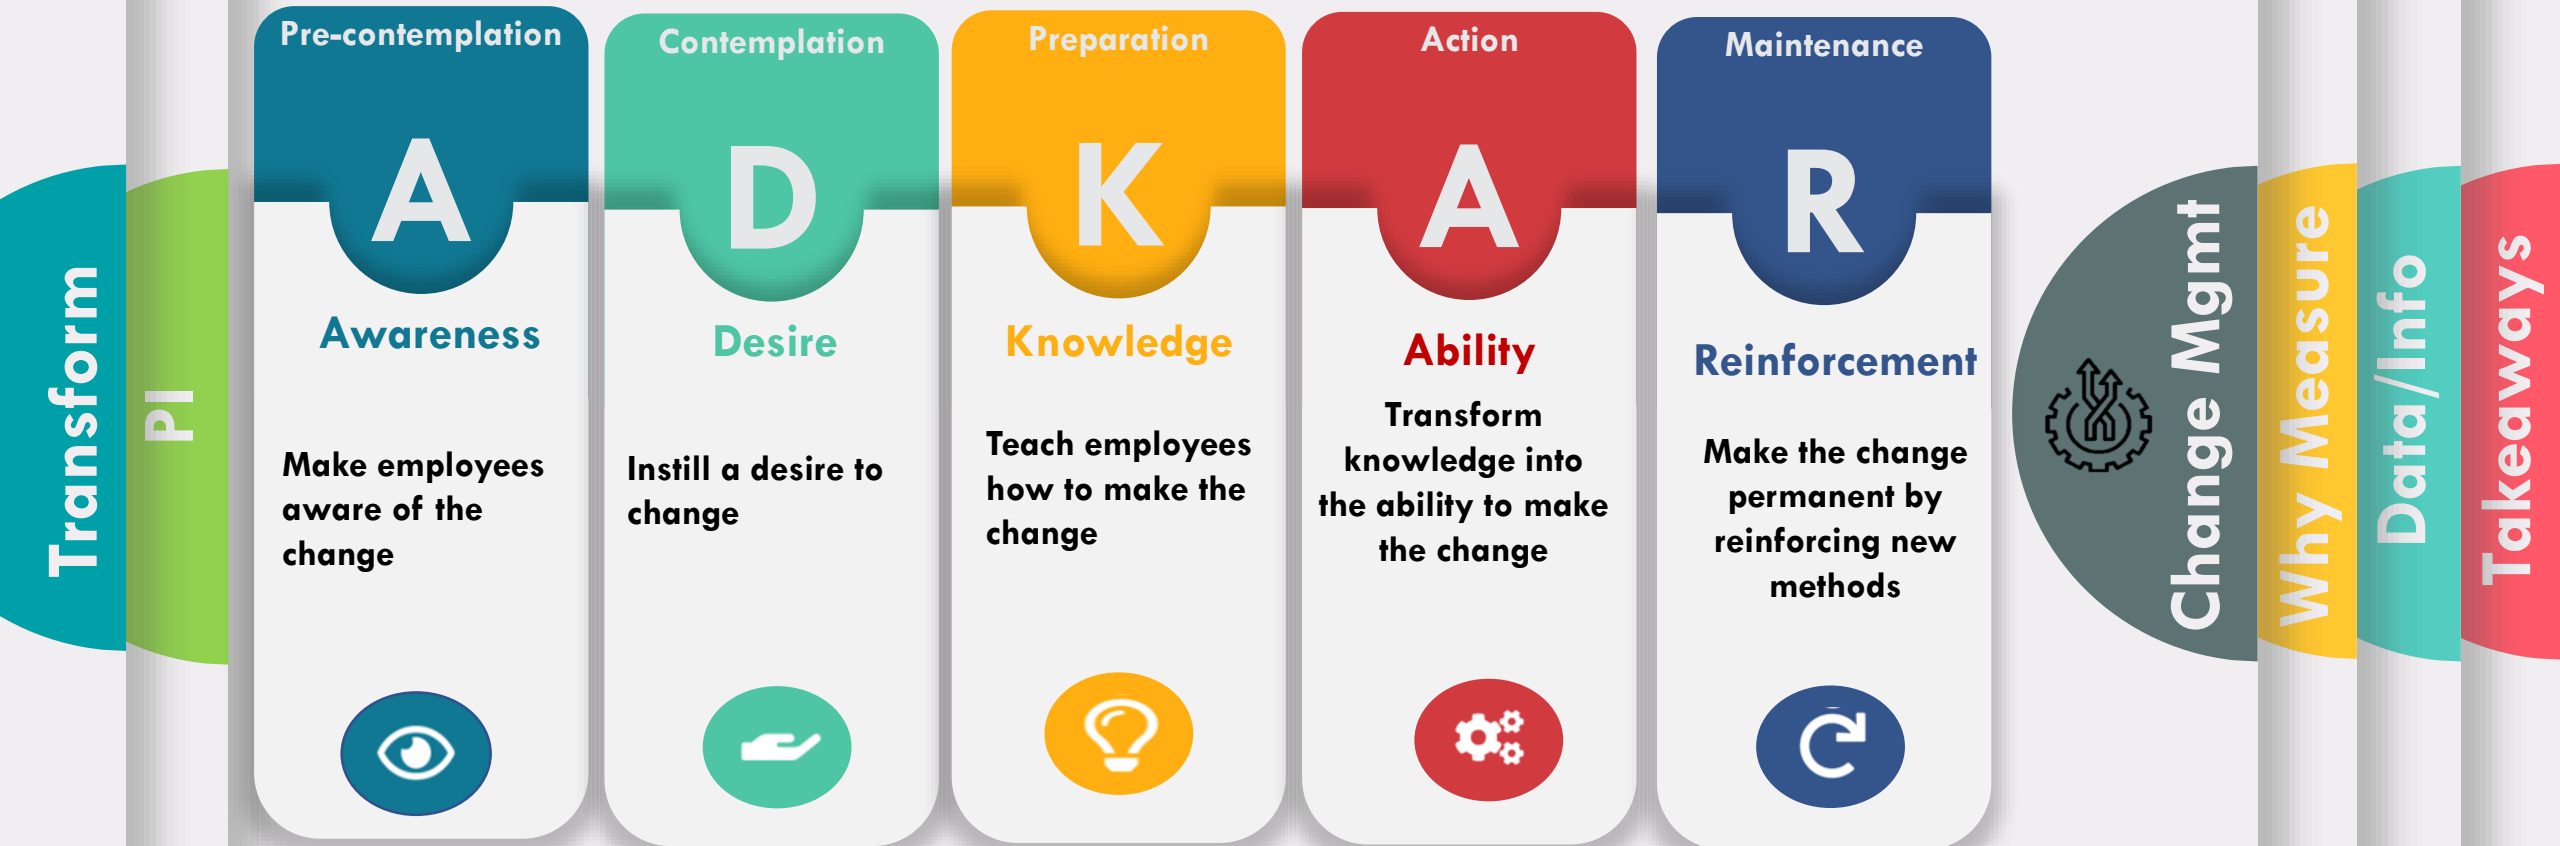 Transform
PI
Pre-contemplation
A
Awareness
Make employees
aware of the
change
Contemplation
D
Desire
Instill a desire to
change
Preparation
K
Knowledge
Teach employees
how to make the
change
Action
A
Ability
Transform
knowledge into
the ability to make
the change
Maintenance
R
Reinforcement
Make the change
permanent by
reinforcing new
methods
Change Mgmt
Why Measure
Data/Info
Takeaways